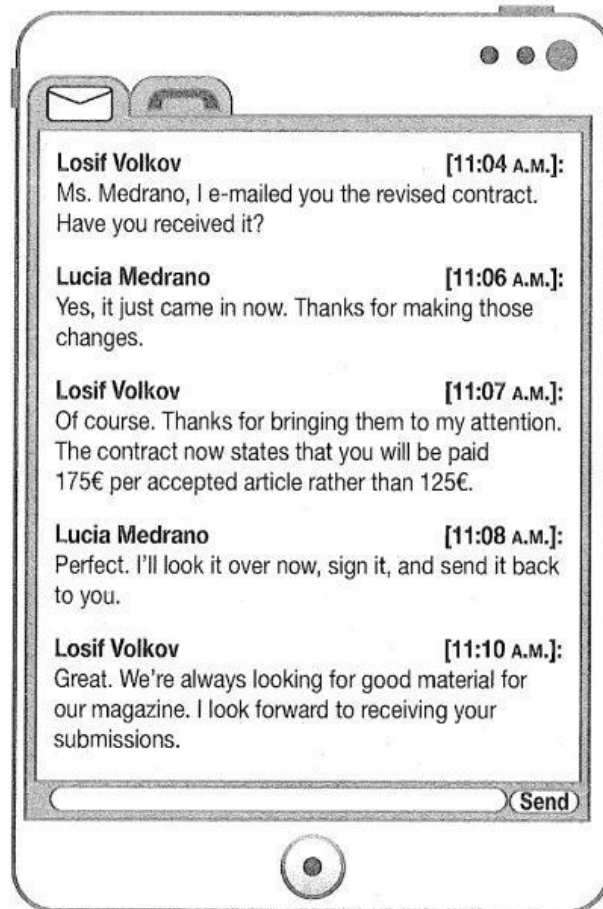 Losif Volkov [11:04 A.M.]:
Ms. Medrano, I e-mailed you the revised contract.
Have you received it?
Lucia Medrano [11:06 A.M.]:
Yes, it just came in now. Thanks for making those
changes.
Losif Volkov [11:07 A.M.]:
Of course. Thanks for bringing them to my attention.
The contract now states that you will be paid
175€ per accepted article rather than 125€.
Lucia Medrano [11:08 A.M.]:
Perfect. I'll look it over now, sign it, and send it back
to you.
Losif Volkov [11:10 A.M.]:
Great. We're always looking for good material for
our magazine. I look forward to receiving your
submissions.
Send